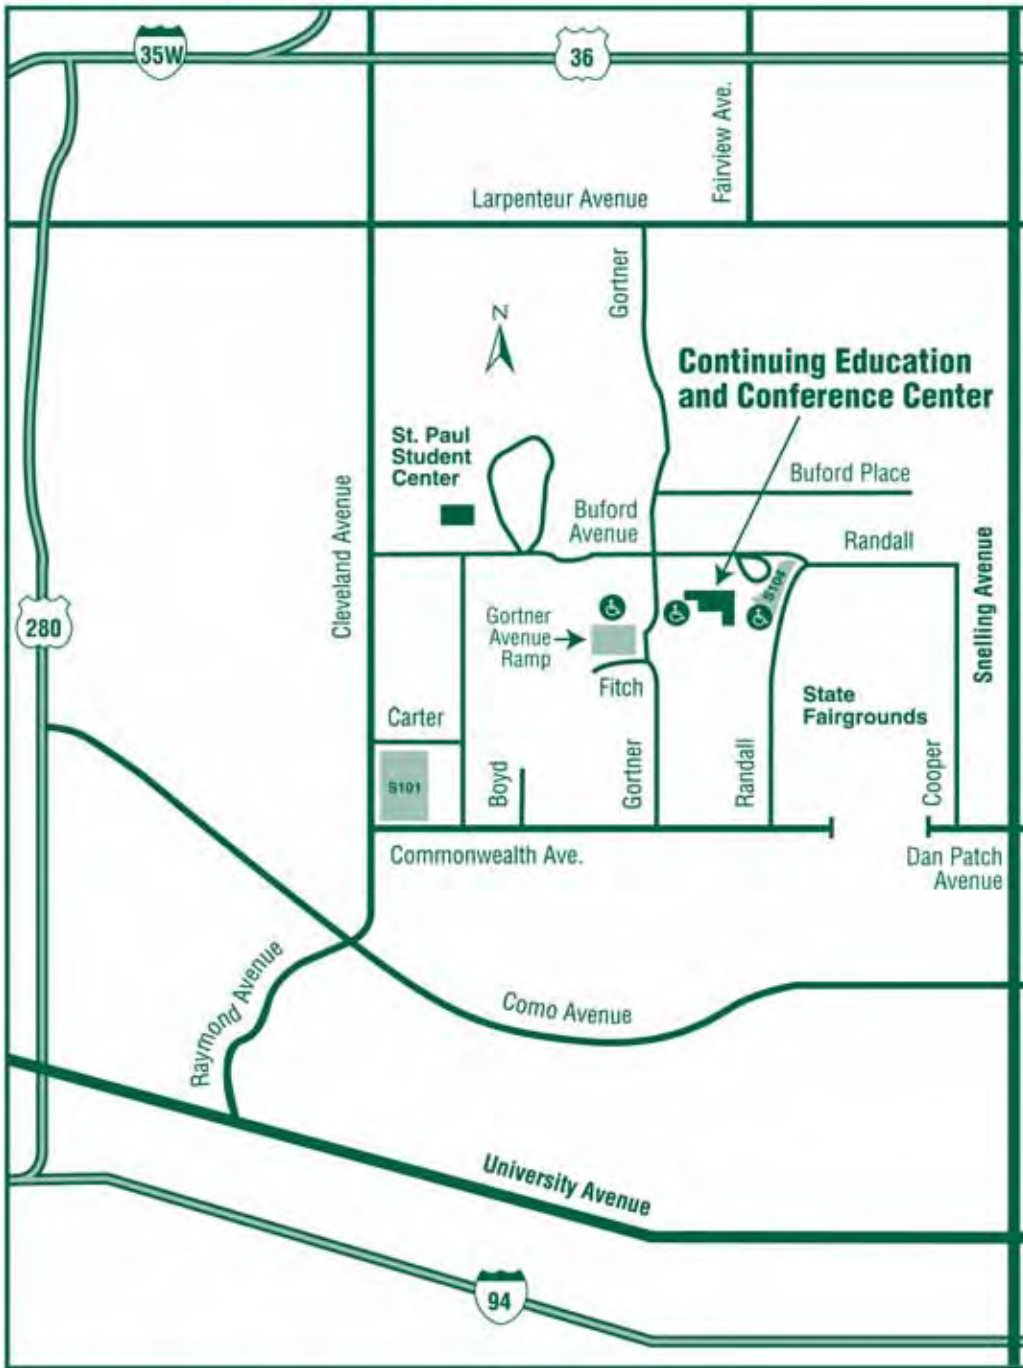 35W
36
Fairview Ave.
Larpenteur Avenue
Gortner
N
Continuing Education
and Conference Center
St. Paul
Student
Center
Buford Place
Cleveland Avenue
Buford
Avenue
Randall
Snelling Avenue
280
Gortner
Avenue
Ramp
Fitch
State
Fairgrounds
Carter
S101
Boyd
Gortner
Randall
Cooper
Commonwealth Ave.
Dan Patch
Avenue
Raymond Avenue
Como Avenue
University Avenue
94